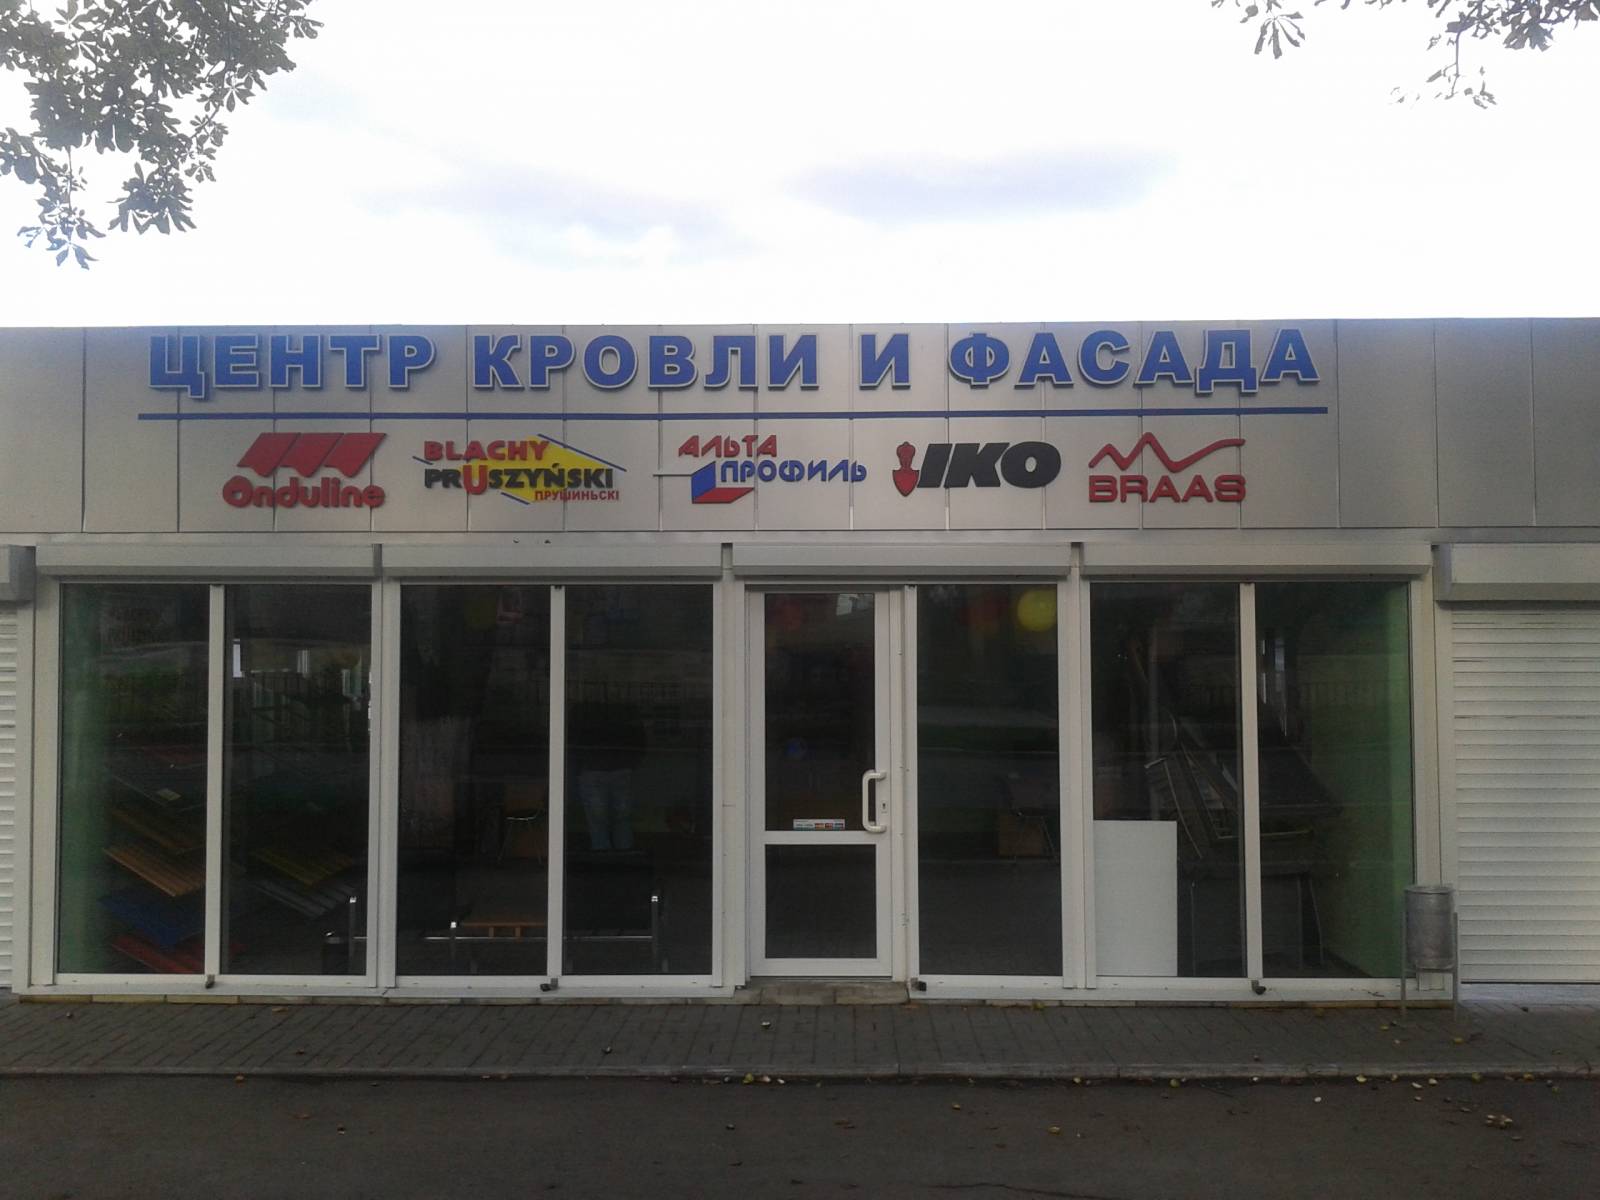 ЦЕНТР КРОВЛИ И ФАСАДА
Onduline
BLACHY
PRUSZYŃSKI
ПРУШИНЬСКІ
АЛЬТА
ПРОФИЛЬ
IKO
BRAAS